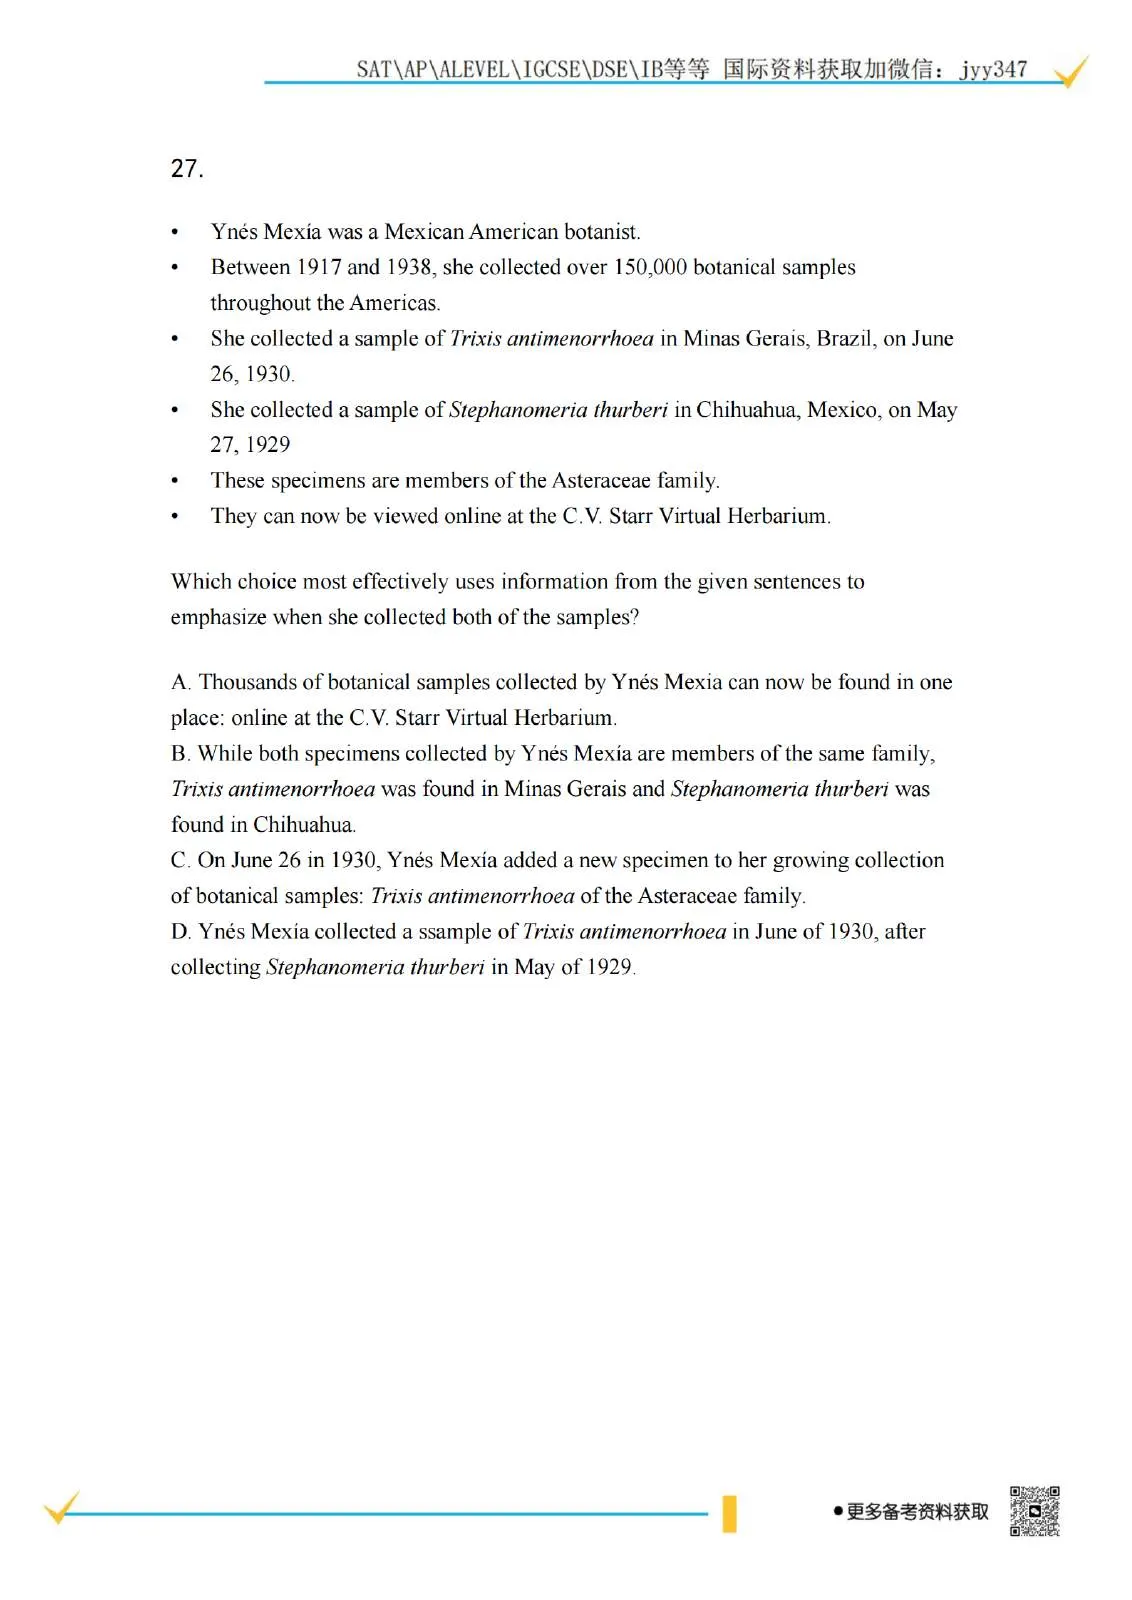 SAT\AP\ALEVEL\IGCSE\DSE\IB等等 国际资料获取加微信：jyy347
27.
• Ynés Mexía was a Mexican American botanist.
• Between 1917 and 1938, she collected over 150,000 botanical samples
throughout the Americas.
• She collected a sample of Trixis antimenorrhoea in Minas Gerais, Brazil, on June
26, 1930.
• She collected a sample of Stephanomeria thurberi in Chihuahua, Mexico, on May
27, 1929
• These specimens are members of the Asteraceae family.
• They can now be viewed online at the C.V. Starr Virtual Herbarium.
Which choice most effectively uses information from the given sentences to
emphasize when she collected both of the samples?
A. Thousands of botanical samples collected by Ynés Mexia can now be found in one
place: online at the C.V. Starr Virtual Herbarium.
B. While both specimens collected by Ynés Mexía are members of the same family,
Trixis antimenorrhoea was found in Minas Gerais and Stephanomeria thurberi was
found in Chihuahua.
C. On June 26 in 1930, Ynés Mexía added a new specimen to her growing collection
of botanical samples: Trixis antimenorrhoea of the Asteraceae family.
D. Ynés Mexía collected a ssample of Trixis antimenorrhoea in June of 1930, after
collecting Stephanomeria thurberi in May of 1929.
•更多备考资料获取